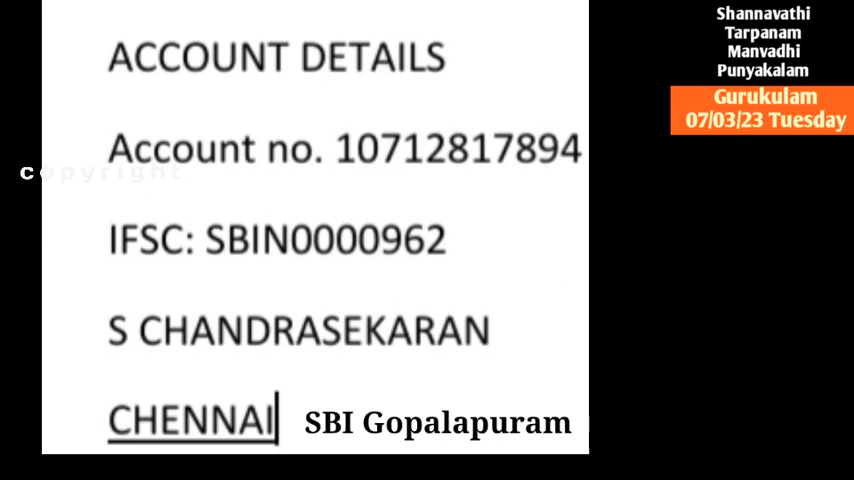 ACCOUNT DETAILS
Account no. 10712817894
copyright
IFSC: SBIN0000962
S CHANDRASEKARAN
CHENNAI SBI Gopalapuram
Shannavathi
Tarpanam
Manvadhi
Punyakalam
Gurukulam
07/03/23 Tuesday